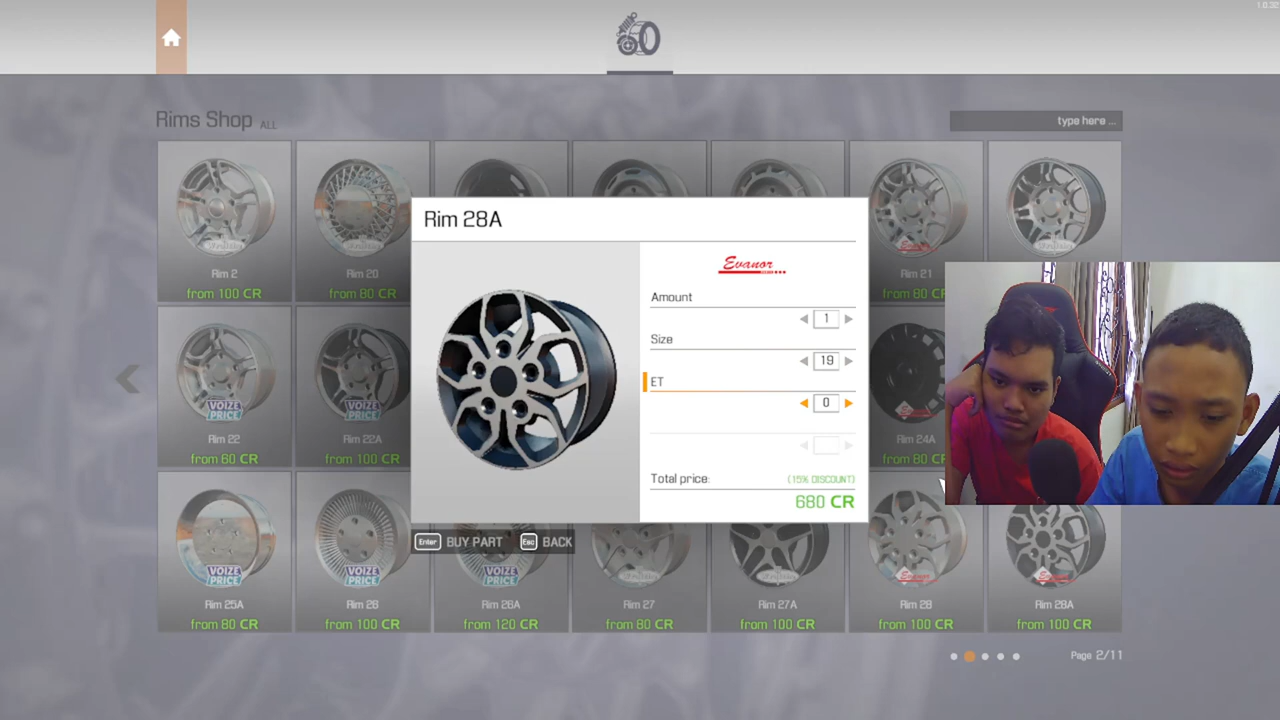 1.0.32
Rims Shop ALL
type here ...
Rim 2
from 100 CR
Rim 20
from 80 CR
Rim 21
from 80 CR
Rim 28A
Evanor
Amount
1
Size
19
ET
0
Total price:
(15% DISCOUNT)
680 CR
Enter BUY PART
Esc BACK
VOIZE PRICE
Rim 22
from 60 CR
VOIZE PRICE
Rim 22A
from 100 CR
Rim 24A
from 80 CR
VOIZE PRICE
Rim 25A
from 80 CR
VOIZE PRICE
Rim 26
from 100 CR
VOIZE PRICE
Rim 26A
from 120 CR
Rim 27
from 80 CR
Rim 27A
from 100 CR
Rim 28
from 100 CR
Rim 28A
from 100 CR
Page 2/11